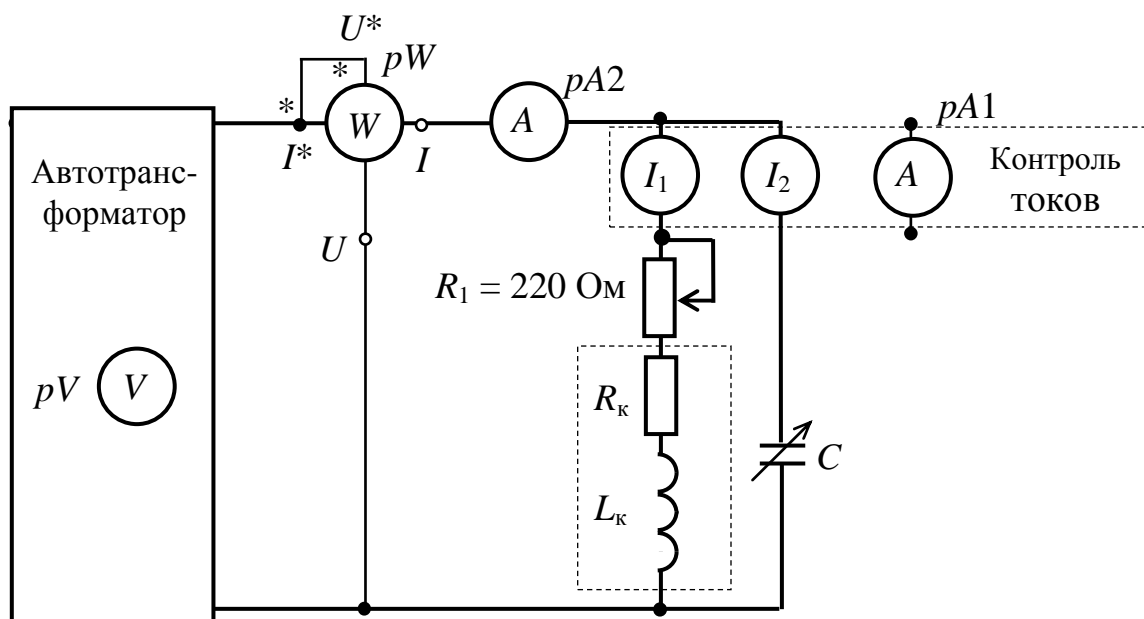 U*
* pW
pA2
pA1
*
W
A
I*
I
Автотранс-
форматор
I₁
I₂
A
Контроль
токов
U
R₁ = 220 Ом
pV
V
Rк
C
Lк